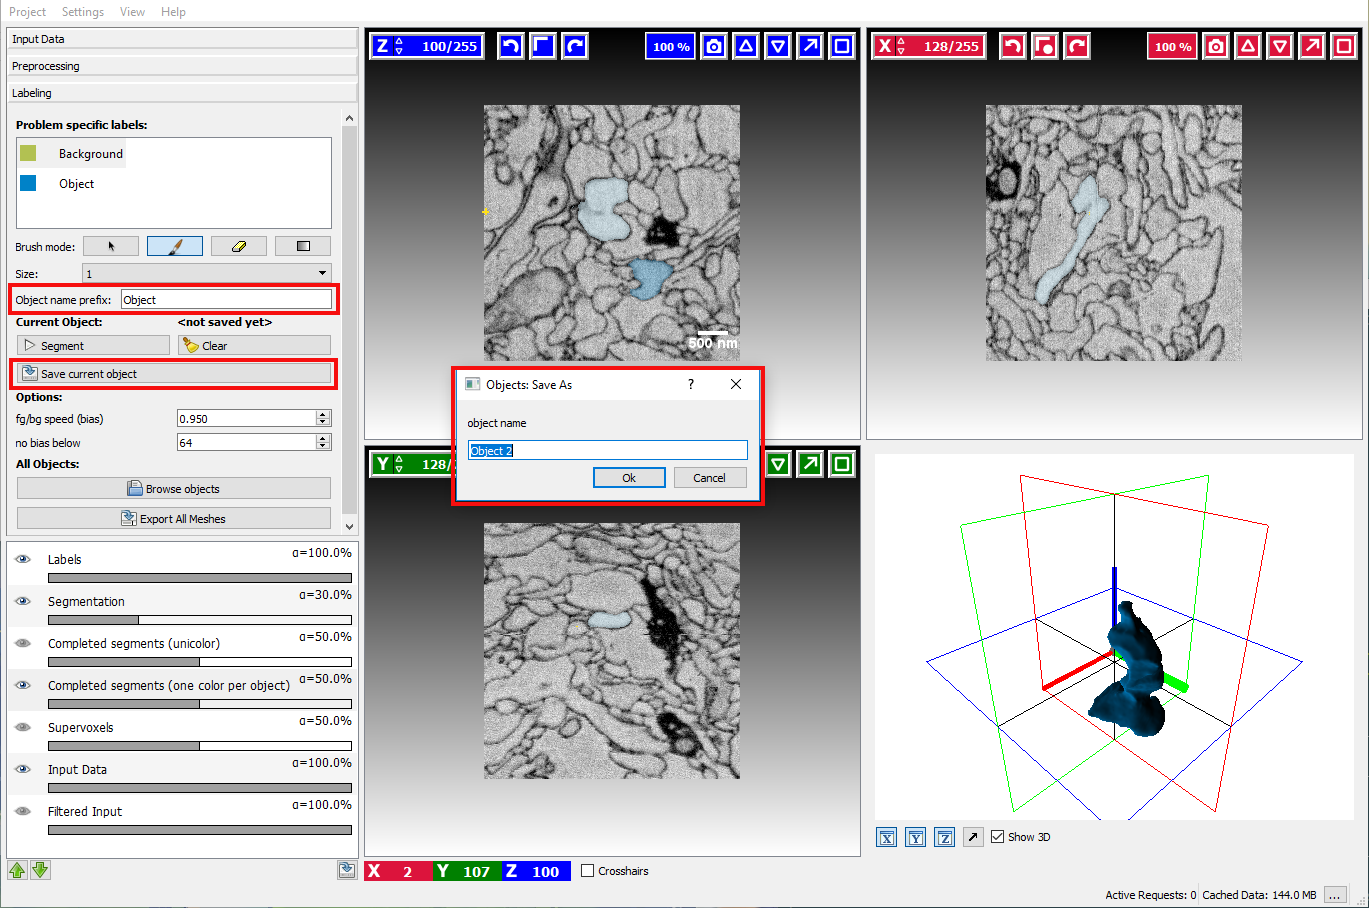 Project Settings View Help
Input Data
Preprocessing
Labeling
Problem specific labels:
Background
Object
Brush mode:
Size: 1
Object name prefix: Object
Current Object: <not saved yet>
Segment Clear
Save current object
Options:
fg/bg speed (bias) 0.950
no bias below 64
All Objects:
Browse objects
Export All Meshes
Labels α=100.0%
Segmentation α=30.0%
Completed segments (unicolor) α=50.0%
Completed segments (one color per object) α=50.0%
Supervoxels α=50.0%
Input Data α=100.0%
Filtered Input α=100.0%
Z 100/255 100 %
500 nm
X 128/255 100 %
Objects: Save As ?
object name
Object 2
Ok Cancel
Y 128/
X Y Z Show 3D
X 2 Y 107 Z 100 Crosshairs
Active Requests: 0 Cached Data: 144.0 MB ...